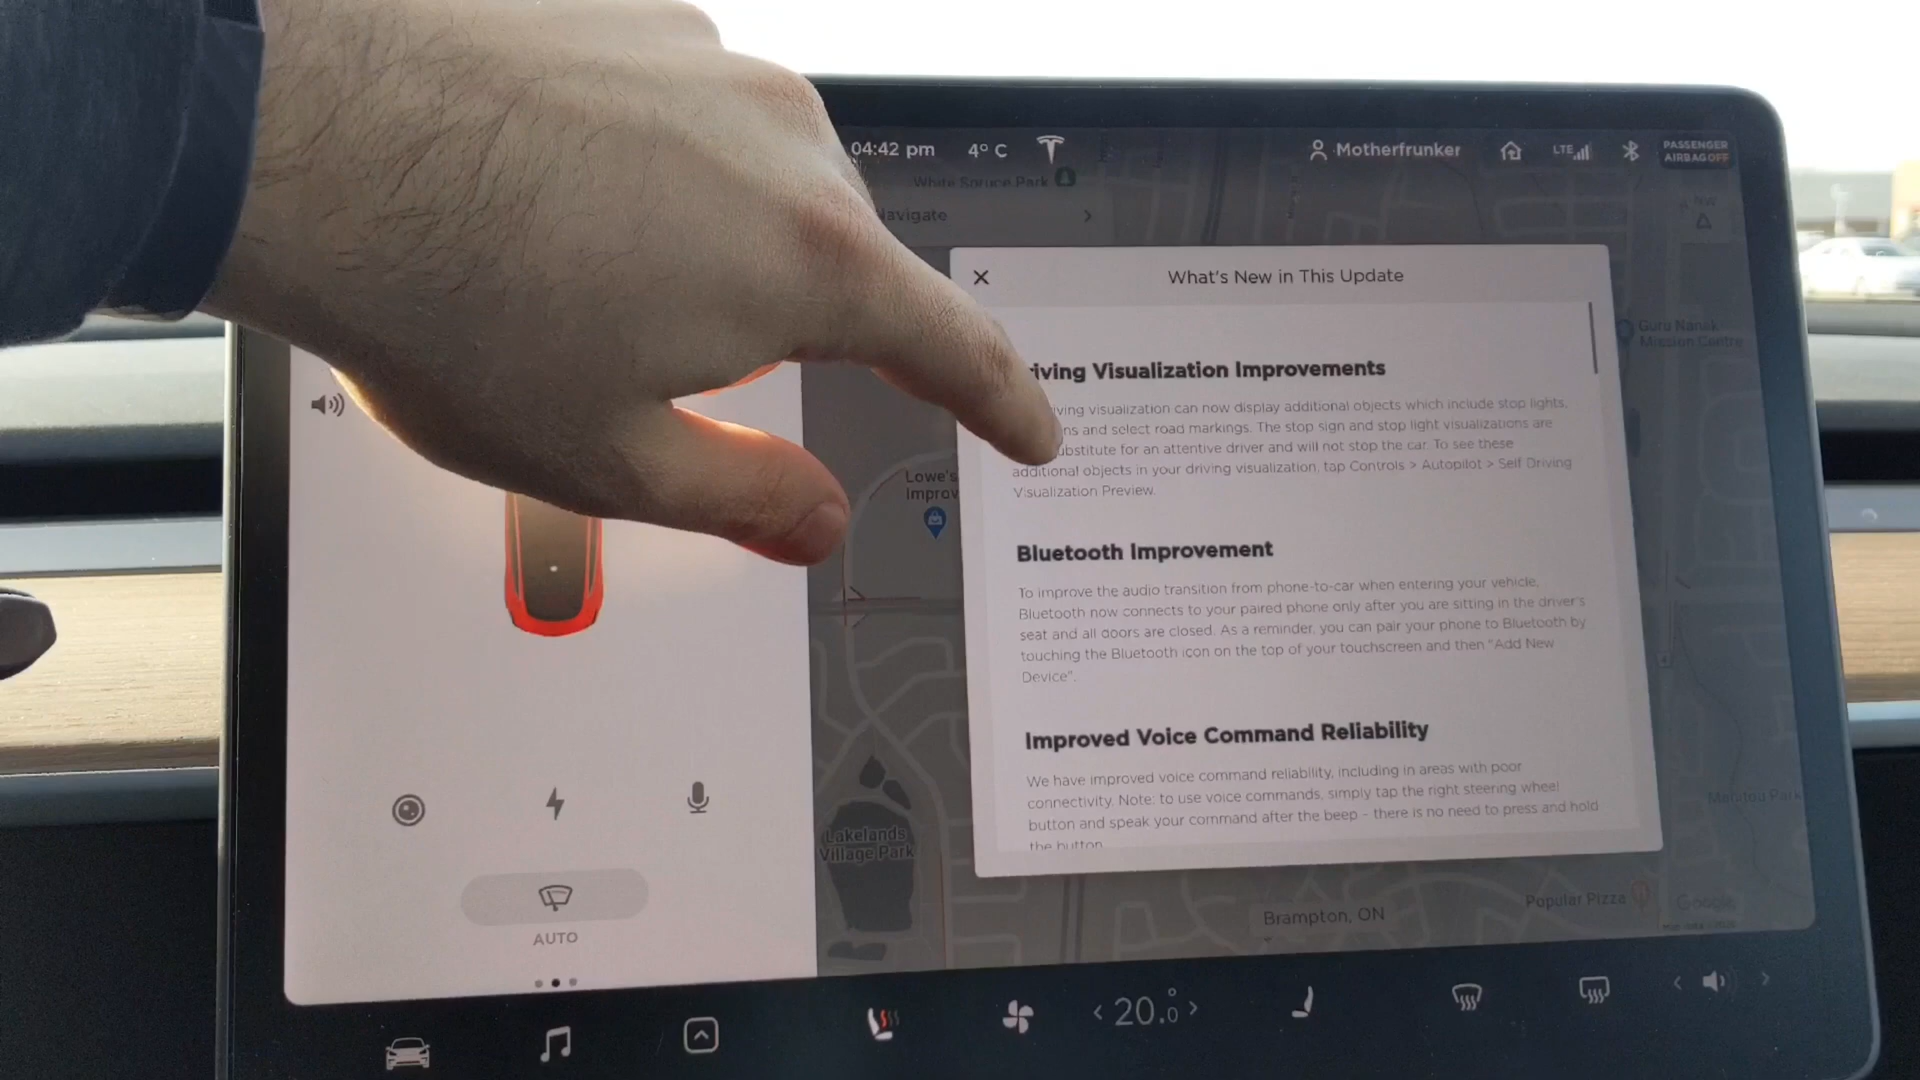 04:42 pm 4° C Motherfrunker LTE PASSENGER
AIRBAG OFF
White Spruce Park
Navigate
NW
What's New in This Update
Guru Nanak
Mission Centre
iving Visualization Improvements
iving visualization can now display additional objects which include stop lights,
ns and select road markings. The stop sign and stop light visualizations are
ubstitute for an attentive driver and will not stop the car. To see these
additional objects in your driving visualization, tap Controls > Autopilot > Self Driving
Visualization Preview.
Lowe's
Improv
Bluetooth Improvement
To improve the audio transition from phone-to-car when entering your vehicle,
Bluetooth now connects to your paired phone only after you are sitting in the driver's
seat and all doors are closed. As a reminder, you can pair your phone to Bluetooth by
touching the Bluetooth icon on the top of your touchscreen and then "Add New
Device".
Improved Voice Command Reliability
We have improved voice command reliability, including in areas with poor
connectivity. Note: to use voice commands, simply tap the right steering wheel
button and speak your command after the beep - there is no need to press and hold
the button
Manitou Park
Lakelands
Village Park
Popular Pizza
Google
Brampton, ON
AUTO
< 20.0° >
< >